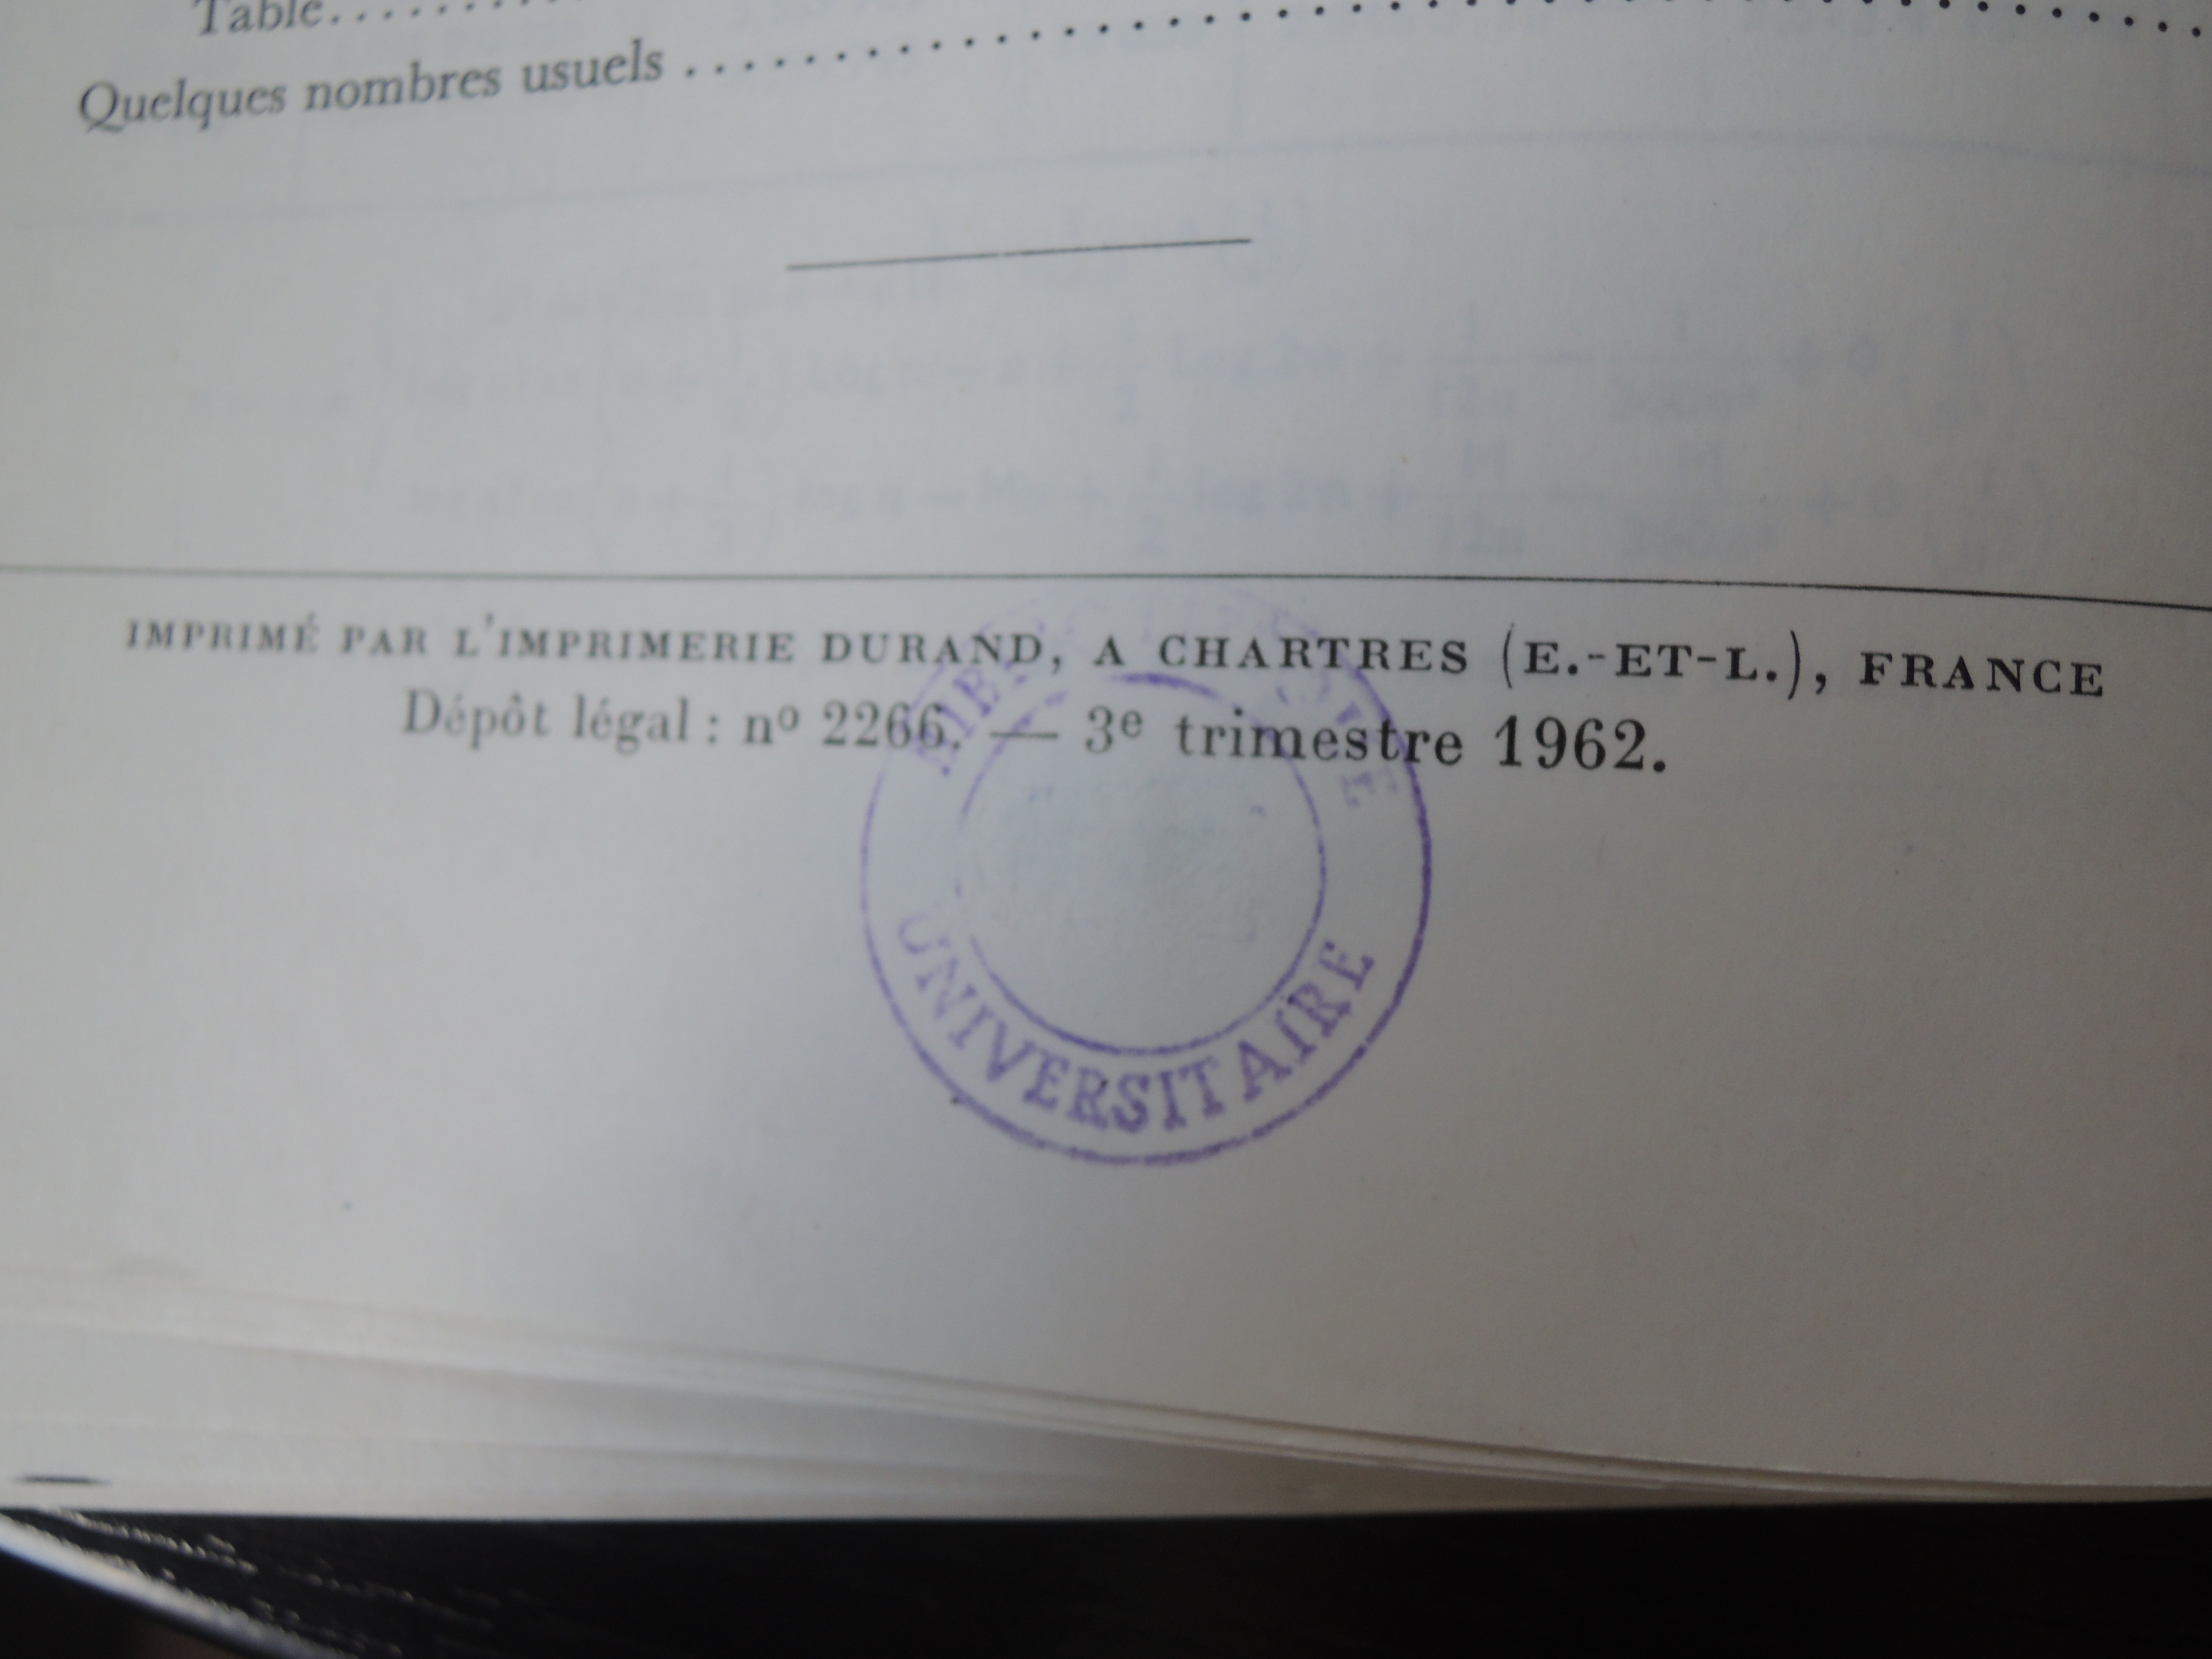 Table..........
Quelques nombres usuels ..........
IMPRIMÉ PAR L'IMPRIMERIE DURAND, A CHARTRES (E.-ET-L.), FRANCE
Dépôt légal : nº 2266. — 3e trimestre 1962.
UNIVERSITAIRE